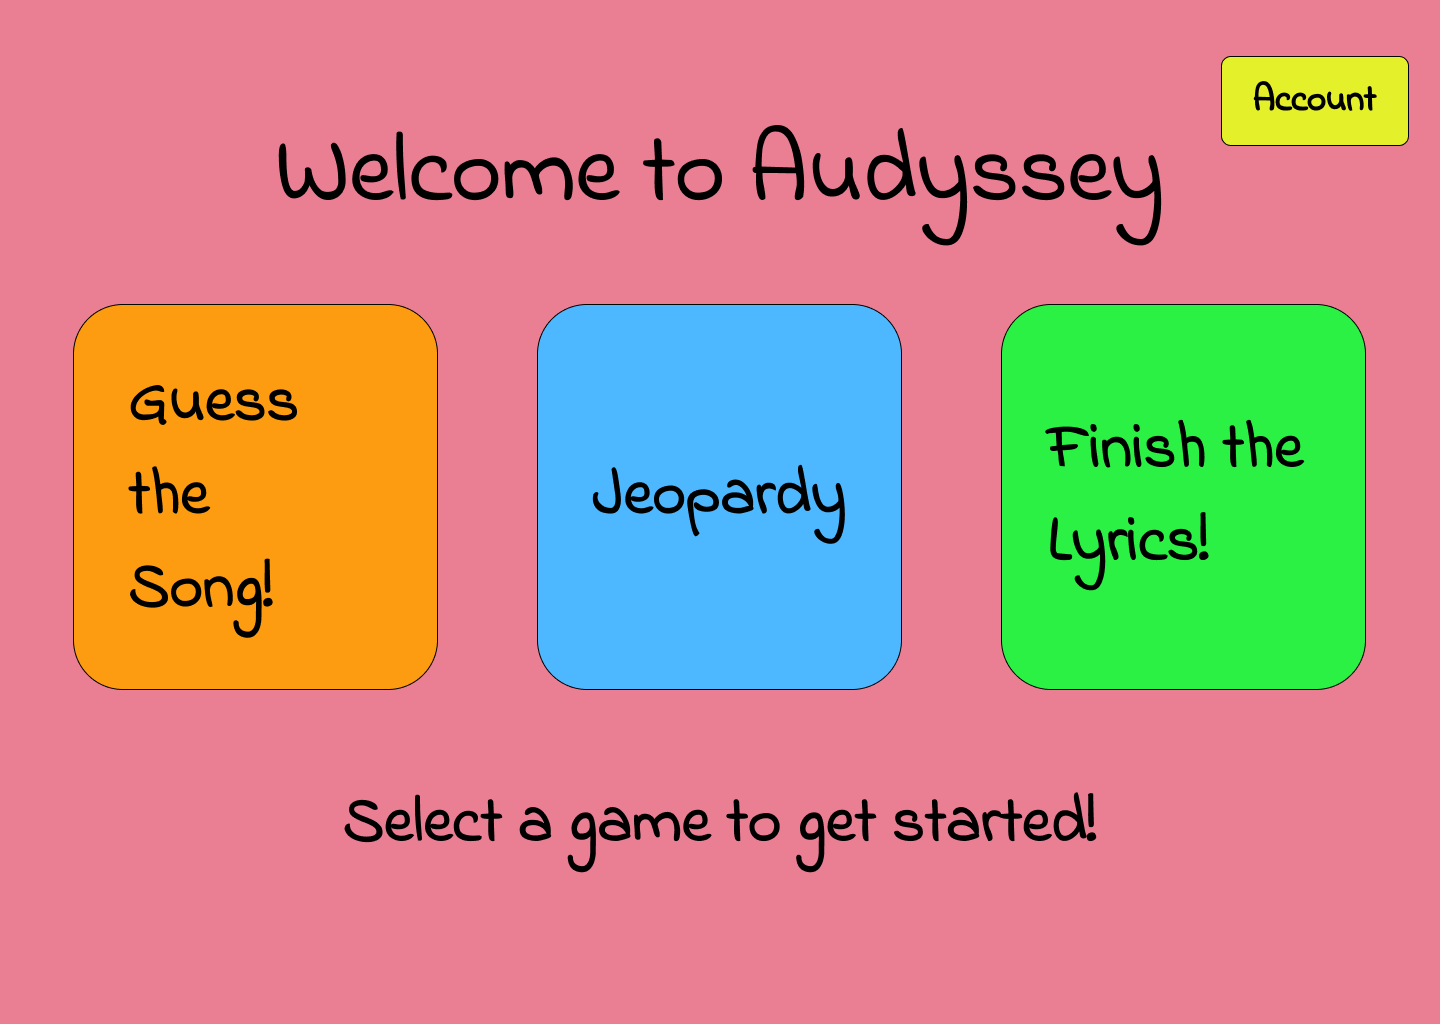 Account
Welcome to Audyssey
Guess
the
Song!
Jeopardy
Finish the
Lyrics!
Select a game to get started!